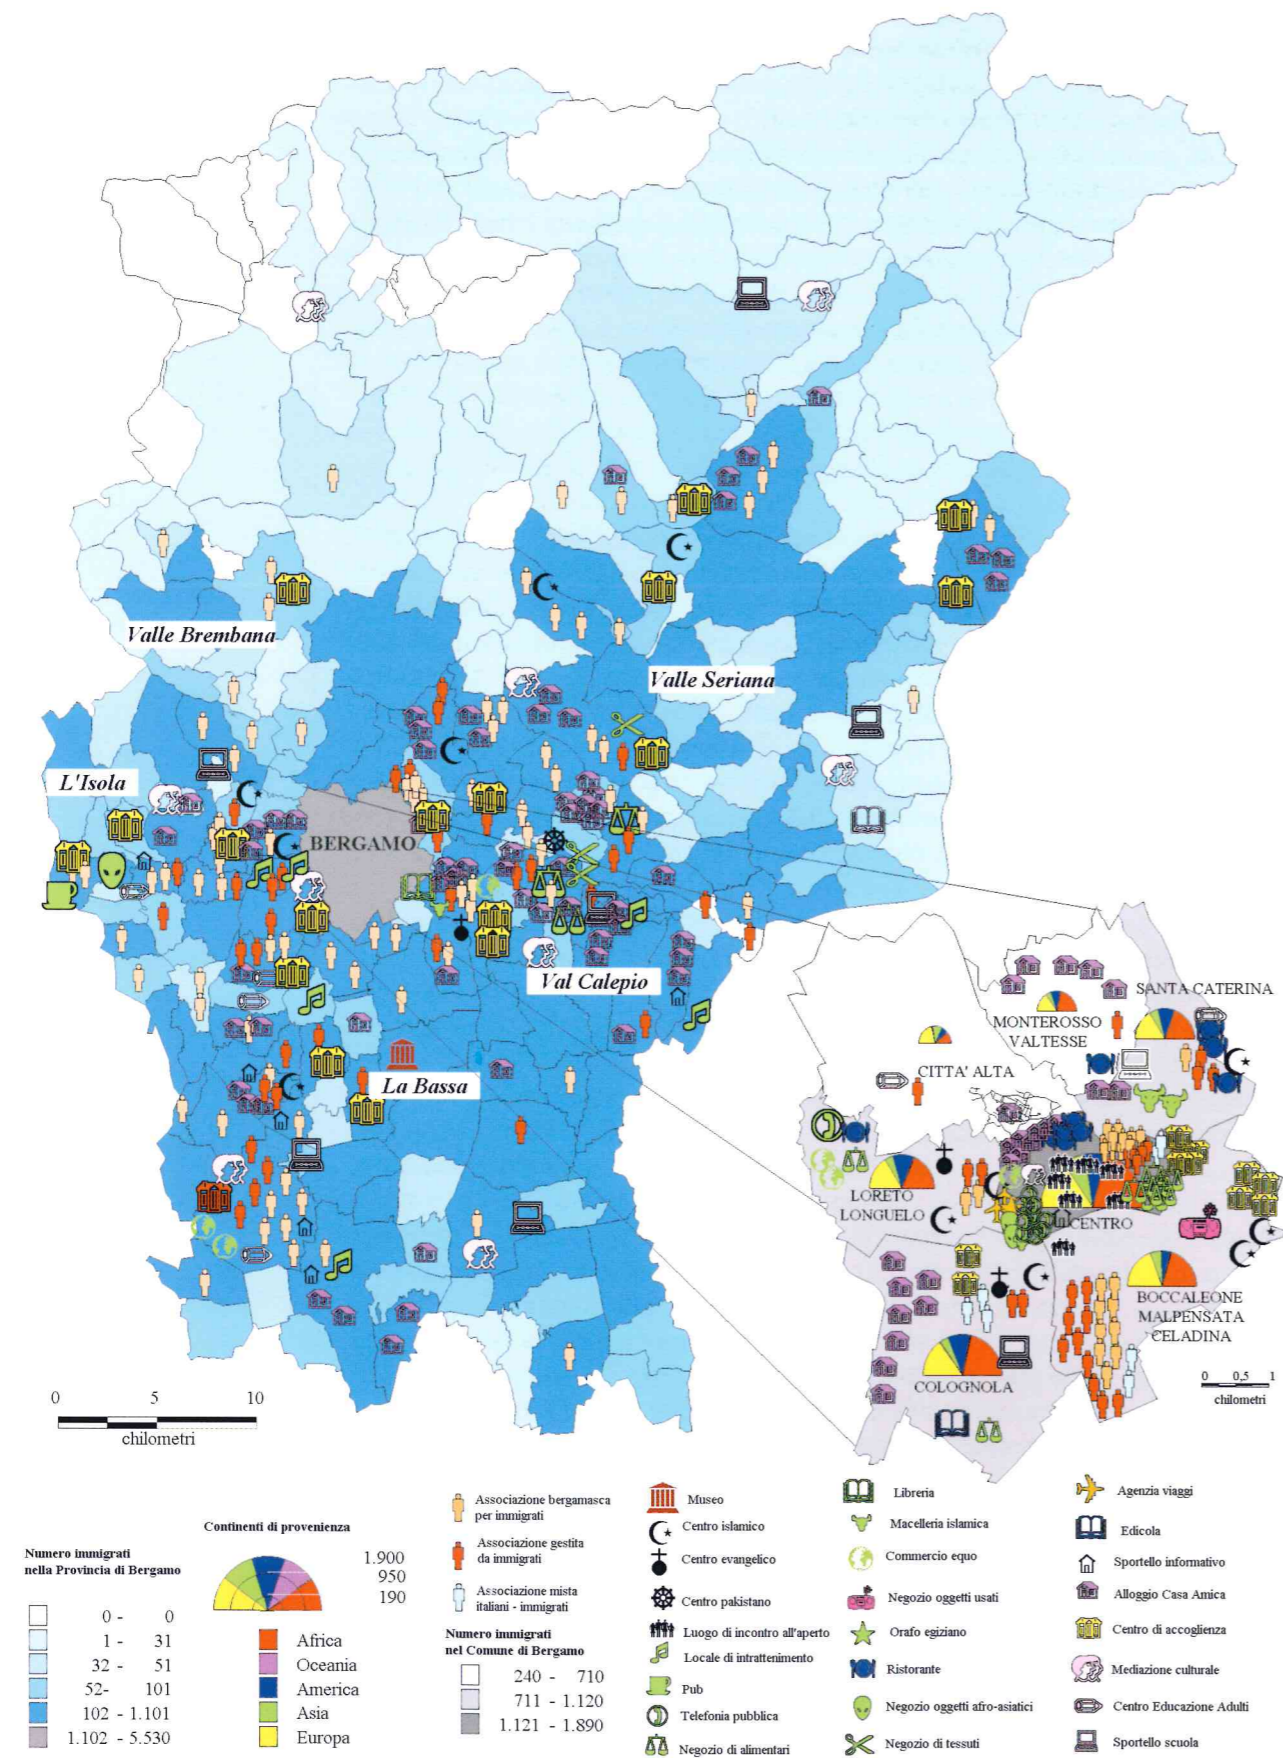 Valle Brembana
Valle Seriana
L'Isola
BERGAMO
Val Calepio
La Bassa
SANTA CATERINA
MONTEROSSO
VALTESSE
CITTA' ALTA
LORETO
LONGUELO
CENTRO
BOCCALEONE
MALPENSATA
CELADINA
COLOGNOLA
0 5 10
chilometri
0 0,5 1
chilometri
Numero immigrati
nella Provincia di Bergamo
0 - 0
1 - 31
32 - 51
52- 101
102 - 1.101
1.102 - 5.530
Continenti di provenienza
1.900
950
190
Africa
Oceania
America
Asia
Europa
Associazione bergamasca
per immigrati
Associazione gestita
da immigrati
Associazione mista
italiani - immigrati
Numero immigrati
nel Comune di Bergamo
240 - 710
711 - 1.120
1.121 - 1.890
Museo
Centro islamico
Centro evangelico
Centro pakistano
Luogo di incontro all'aperto
Locale di intrattenimento
Pub
Telefonia pubblica
Negozio di alimentari
Libreria
Macelleria islamica
Commercio equo
Negozio oggetti usati
Orafo egiziano
Ristorante
Negozio oggetti afro-asiatici
Negozio di tessuti
Agenzia viaggi
Edicola
Sportello informativo
Alloggio Casa Amica
Centro di accoglienza
Mediazione culturale
Centro Educazione Adulti
Sportello scuola